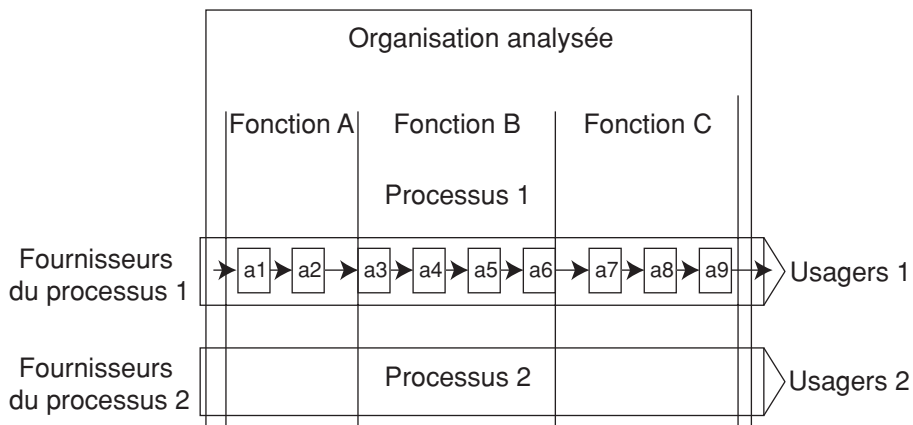 Organisation analysée
Fonction A Fonction B Fonction C
Processus 1
Fournisseurs
du processus 1
a1 a2 a3 a4 a5 a6 a7 a8 a9
Usagers 1
Fournisseurs
du processus 2
Processus 2
Usagers 2